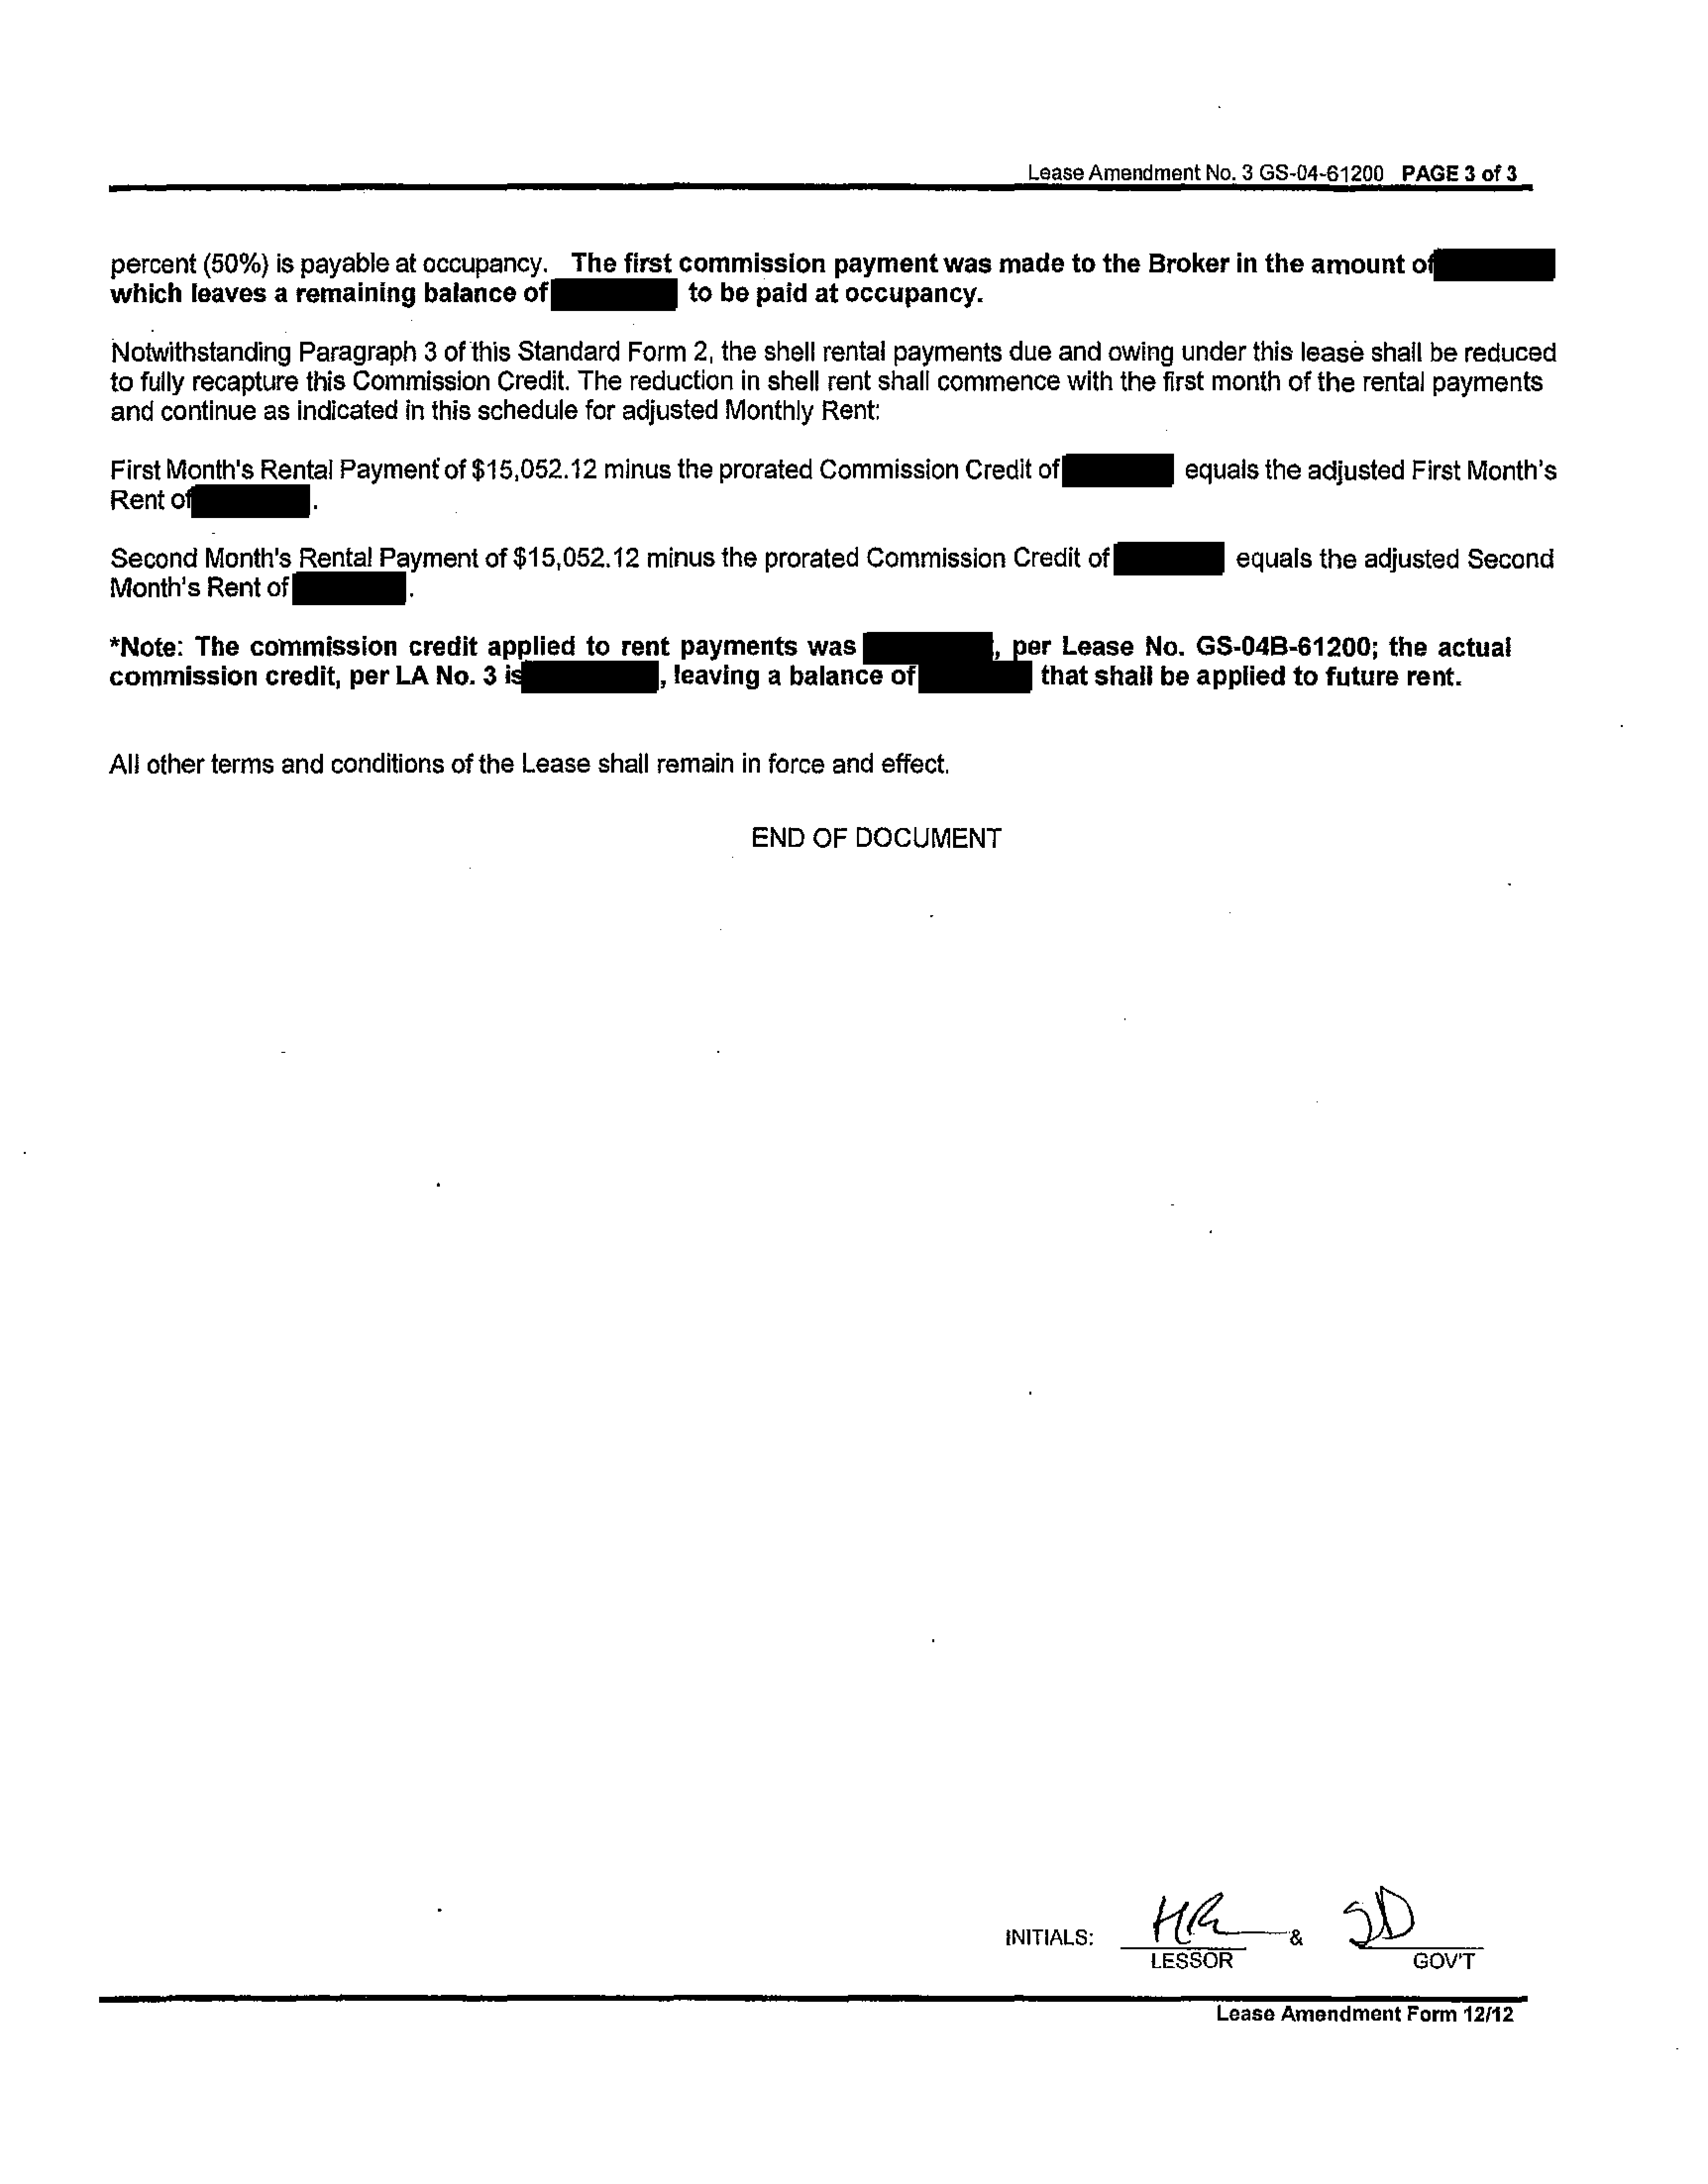 Lease Amendment No. 3 GS-04-61200 PAGE 3 of 3
percent (50%) is payable at occupancy. The first commission payment was made to the Broker in the amount of
which leaves a remaining balance of to be paid at occupancy.
Notwithstanding Paragraph 3 of this Standard Form 2, the shell rental payments due and owing under this lease shall be reduced
to fully recapture this Commission Credit. The reduction in shell rent shall commence with the first month of the rental payments
and continue as indicated in this schedule for adjusted Monthly Rent:
First Month's Rental Payment of $15,052.12 minus the prorated Commission Credit of equals the adjusted First Month's
Rent of .
Second Month's Rental Payment of $15,052.12 minus the prorated Commission Credit of equals the adjusted Second
Month's Rent of .
*Note: The commission credit applied to rent payments was , per Lease No. GS-04B-61200; the actual
commission credit, per LA No. 3 is , leaving a balance of that shall be applied to future rent.
All other terms and conditions of the Lease shall remain in force and effect.
END OF DOCUMENT
INITIALS: HR & SD
LESSOR GOV'T
Lease Amendment Form 12/12